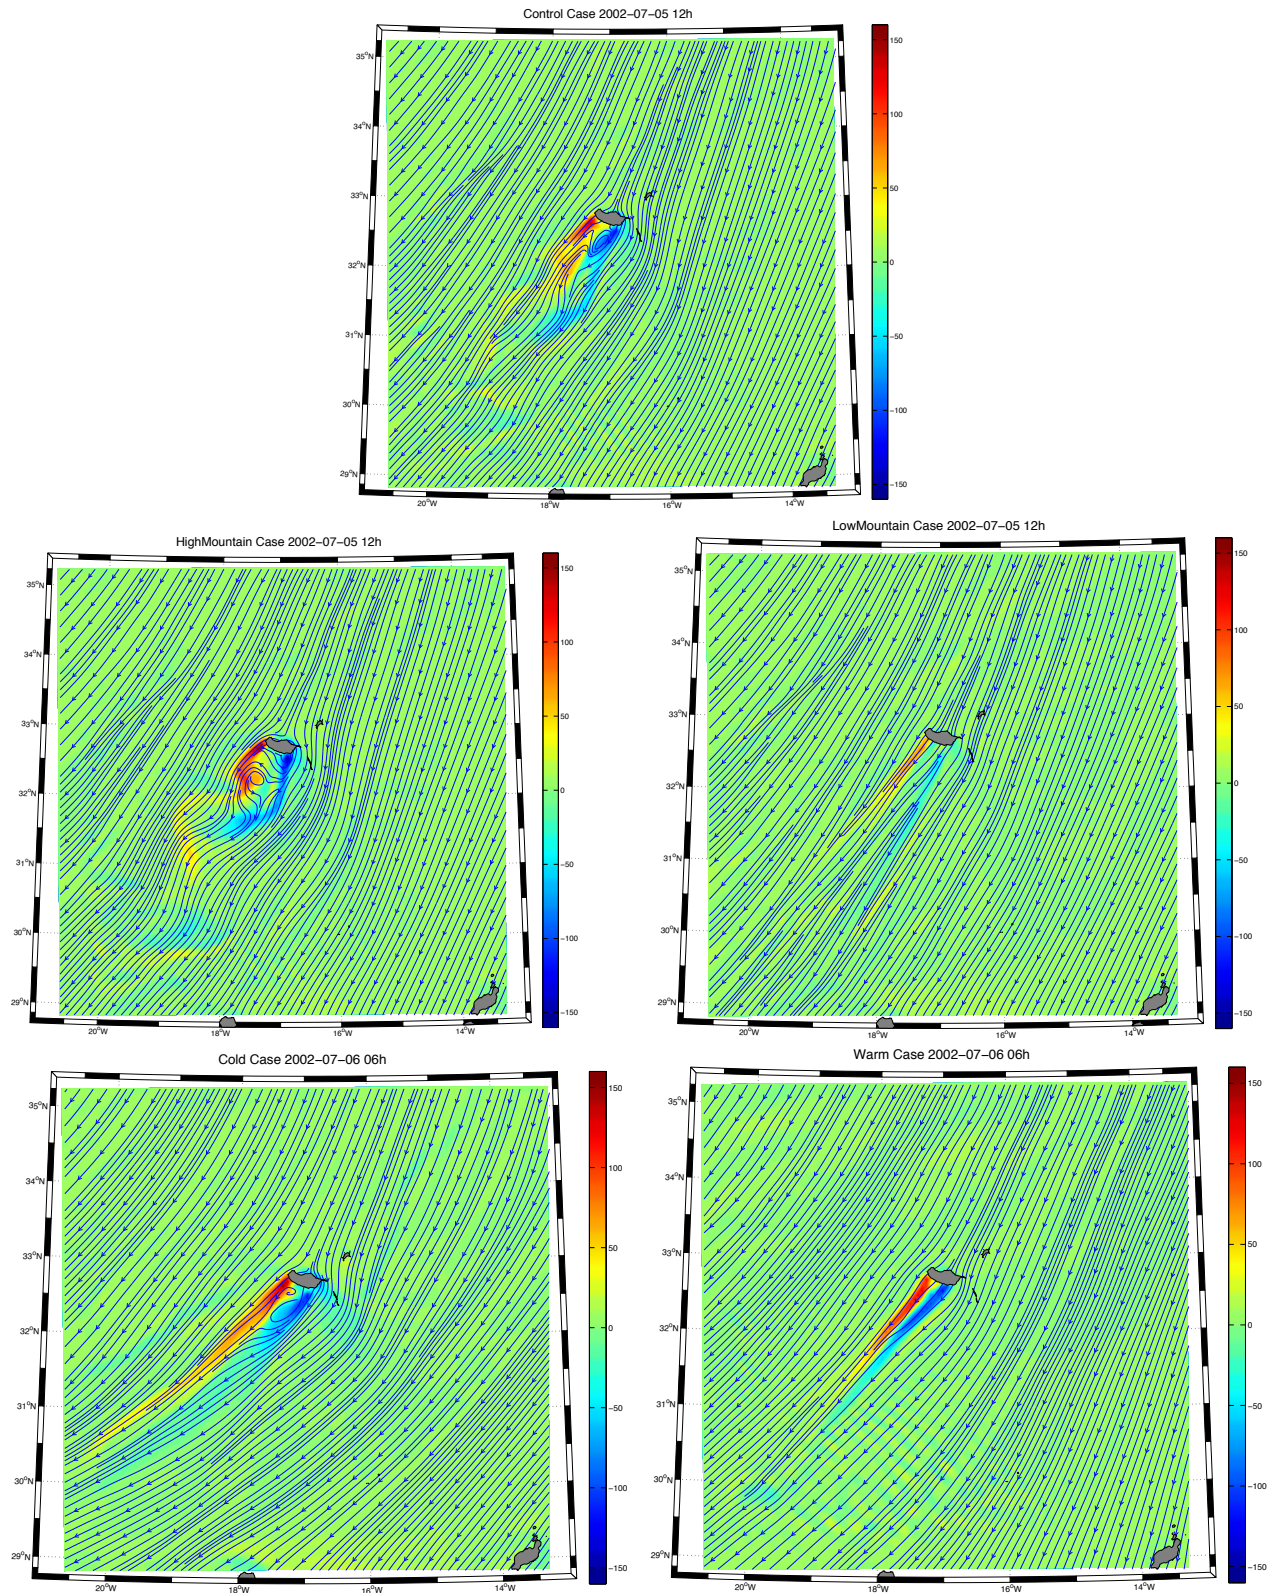 Control Case 2002-07-05 12h
35°N
34°N
33°N
32°N
31°N
30°N
29°N
20°W
18°W
16°W
14°W
150
100
50
0
-50
-100
-150
HighMountain Case 2002-07-05 12h
35°N
34°N
33°N
32°N
31°N
30°N
29°N
20°W
18°W
16°W
14°W
150
100
50
0
-50
-100
-150
LowMountain Case 2002-07-05 12h
35°N
34°N
33°N
32°N
31°N
30°N
29°N
20°W
18°W
16°W
14°W
150
100
50
0
-50
-100
-150
Cold Case 2002-07-06 06h
35°N
34°N
33°N
32°N
31°N
30°N
29°N
20°W
18°W
16°W
14°W
150
100
50
0
-50
-100
-150
Warm Case 2002-07-06 06h
35°N
34°N
33°N
32°N
31°N
30°N
29°N
20°W
18°W
16°W
14°W
150
100
50
0
-50
-100
-150